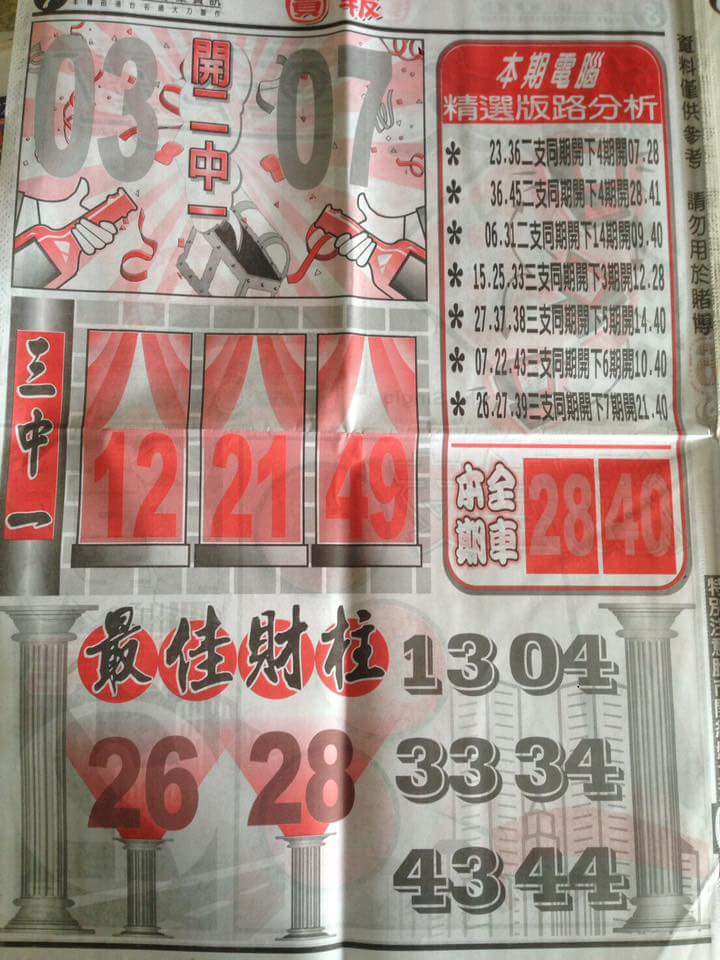 寶報
03
開二中一
07
本期電腦
精選版路分析
* 23.36二支同期開下4期開07.28
* 36.45二支同期開下4期開28.41
* 06.31二支同期開下14期開09.40
* 15.25,33三支同期開下3期開12.28
* 27.37,38三支同期開下5期開14.40
* 07.22.43三支同期開下6期開10.40
* 26.27.39三支同期開下7期開21.40
本期
全車
28 40
三中一
12 21 49
最佳財柱
26 28
13 04
33 34
43 44
資料僅供參考 請勿用於賭博